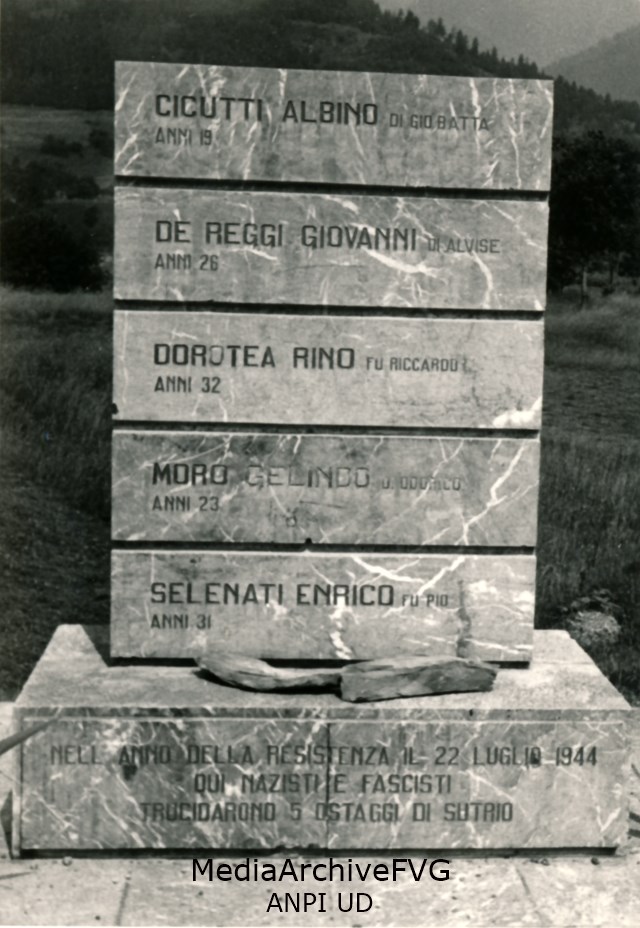 CICUTTI ALBINO DI GIO BATTA
ANNI 19
DE REGGI GIOVANNI DI ALVISE
ANNI 26
DOROTEA RINO FU RICCARDO
ANNI 32
MORO GELINDO
ANNI 23
SELENATI ENRICO FU PIO
ANNI 31
NELL' ANNO DELLA RESISTENZA IL 22 LUGLIO 1944
QUI NAZISTI E FASCISTI
TRUCIDARONO 5 OSTAGGI DI SUTRIO
MediaArchiveFVG
ANPI UD